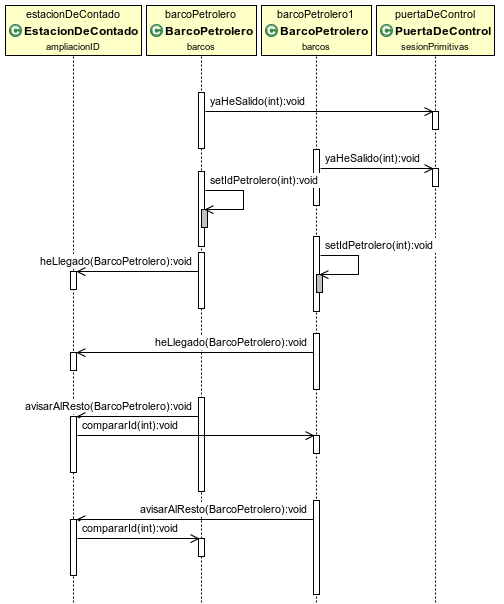 estacionDeContado
EstacionDeContado
ampliacionID
barcoPetrolero
BarcoPetrolero
barcos
barcoPetrolero1
BarcoPetrolero
barcos
puertaDeControl
PuertaDeControl
sesionPrimitivas
yaHeSalido(int):void
yaHeSalido(int):void
setIdPetrolero(int):void
setIdPetrolero(int):void
heLlegado(BarcoPetrolero):void
heLlegado(BarcoPetrolero):void
avisarAlResto(BarcoPetrolero):void
compararId(int):void
avisarAlResto(BarcoPetrolero):void
compararId(int):void